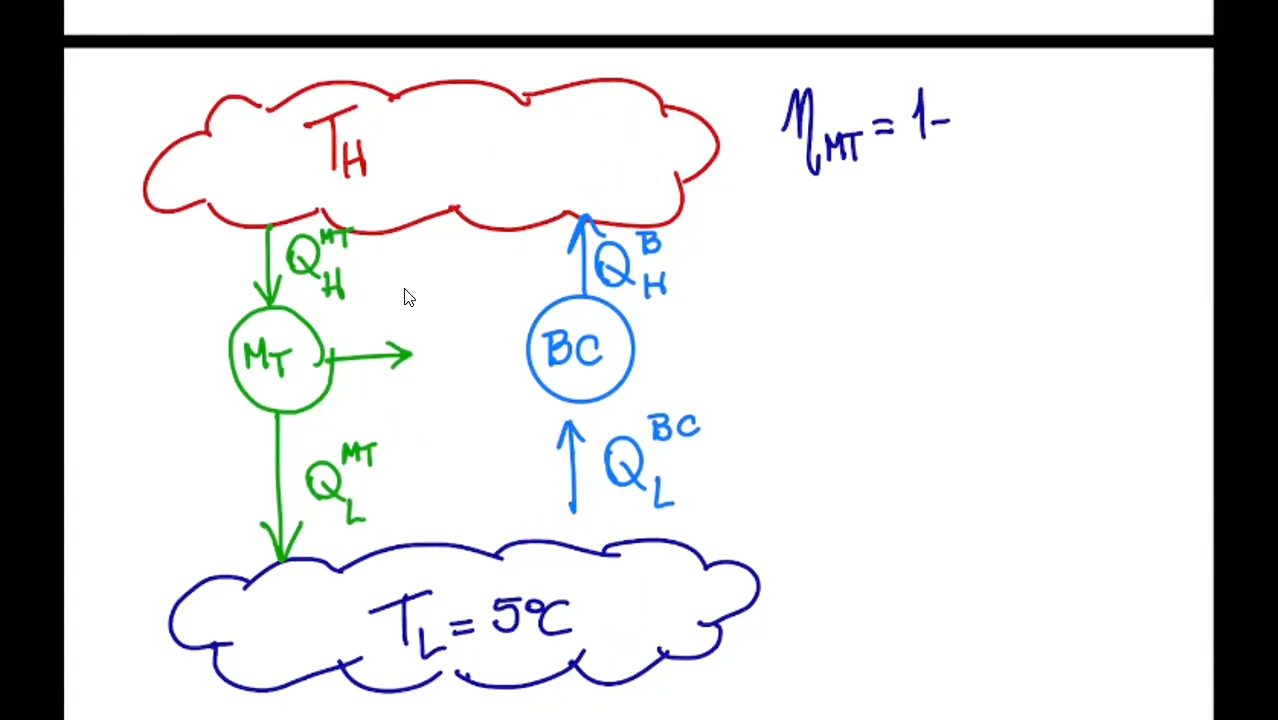 T_H
η_MT = 1-
Q_H^MT
Q_H^B
MT
BC
Q_L^MT
Q_L^BC
T_L = 5°C